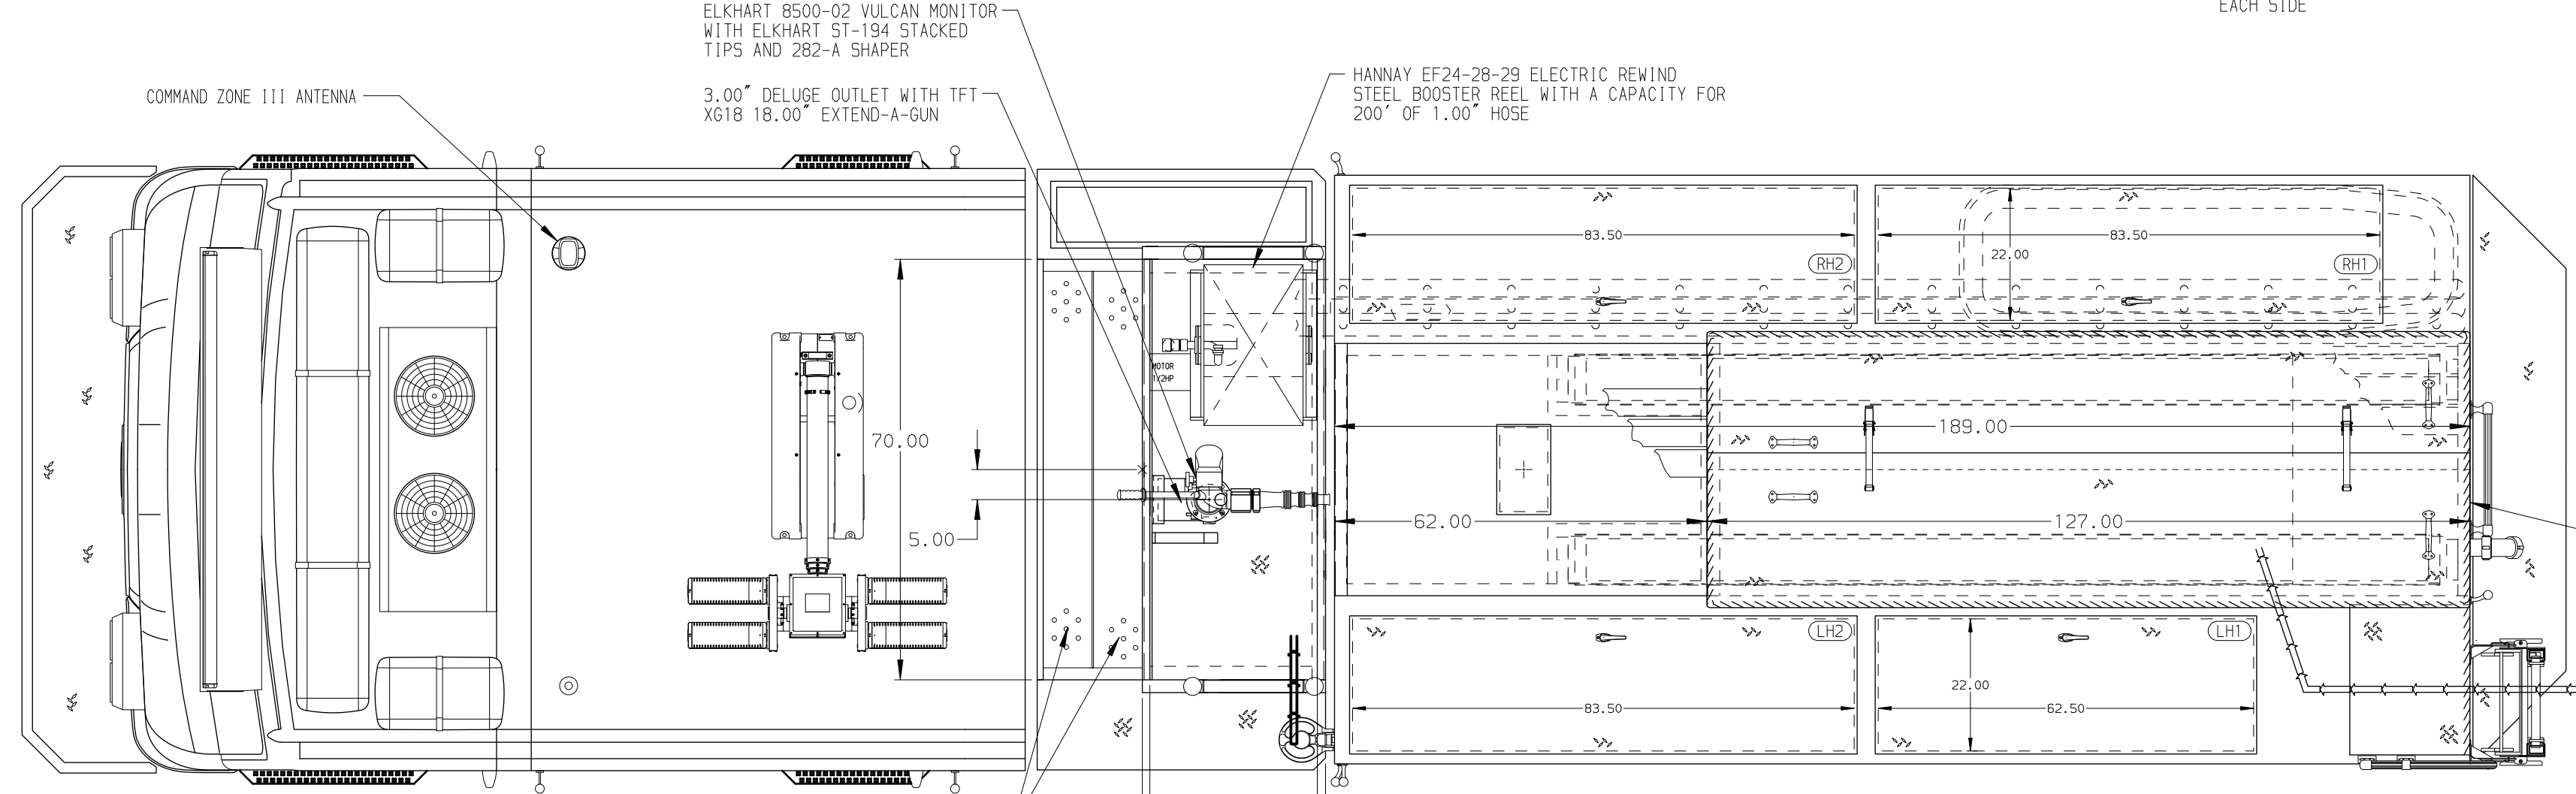 ELKHART 8500-02 VULCAN MONITOR
WITH ELKHART ST-194 STACKED
TIPS AND 282-A SHAPER
EACH SIDE
COMMAND ZONE III ANTENNA
3.00" DELUGE OUTLET WITH TFT
XG18 18.00" EXTEND-A-GUN
HANNAY EF24-28-29 ELECTRIC REWIND
STEEL BOOSTER REEL WITH A CAPACITY FOR
200' OF 1.00" HOSE
83.50
83.50
22.00
RH2
RH1
MOTOR
1/2HP
70.00
189.00
5.00
62.00
127.00
LH2
LH1
22.00
83.50
62.50